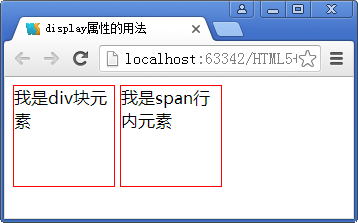 display属性的用法
localhost:63342/HTML5
我是div块元
素
我是span行
内元素